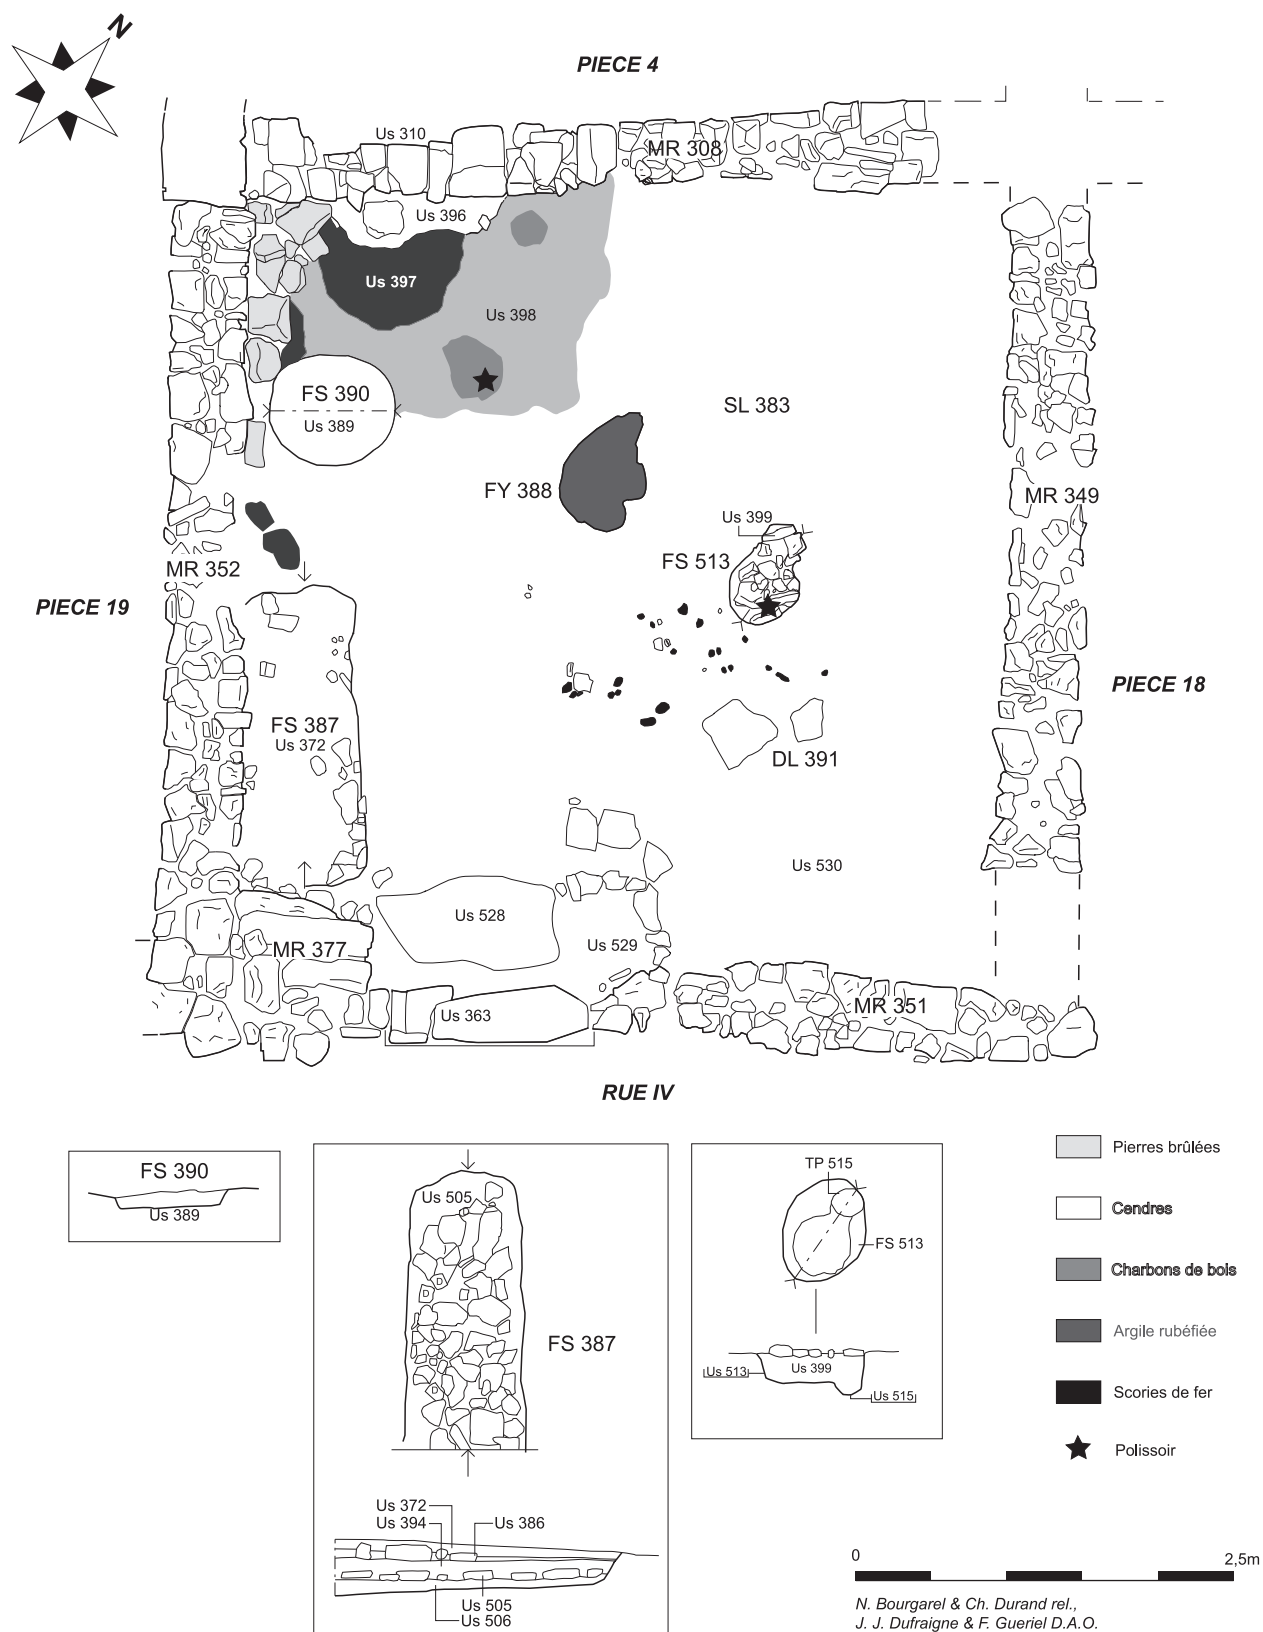 N
PIECE 4
Us 310
MR 308
Us 396
Us 397
Us 398
FS 390
Us 389
SL 383
FY 388
MR 349
Us 399
FS 513
MR 352
PIECE 19
PIECE 18
FS 387
Us 372
DL 391
Us 530
Us 528
Us 529
MR 377
Us 363
MR 351
RUE IV
FS 390
Us 389
Us 505
D
D
D
FS 387
Us 372
Us 394
Us 386
Us 505
Us 506
TP 515
FS 513
Us 399
Us 513
Us 515
Pierres brûlées
Cendres
Charbons de bois
Argile rubéfiée
Scories de fer
Polissoir
0 2,5m
N. Bourgarel & Ch. Durand rel.,
J. J. Dufraigne & F. Gueriel D.A.O.